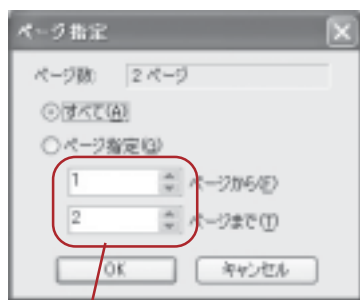 ページ指定
ページ数: 2 ページ
すべて(A)
ページ指定(G)
1 ページから(F)
2 ページまで(T)
OK キャンセル